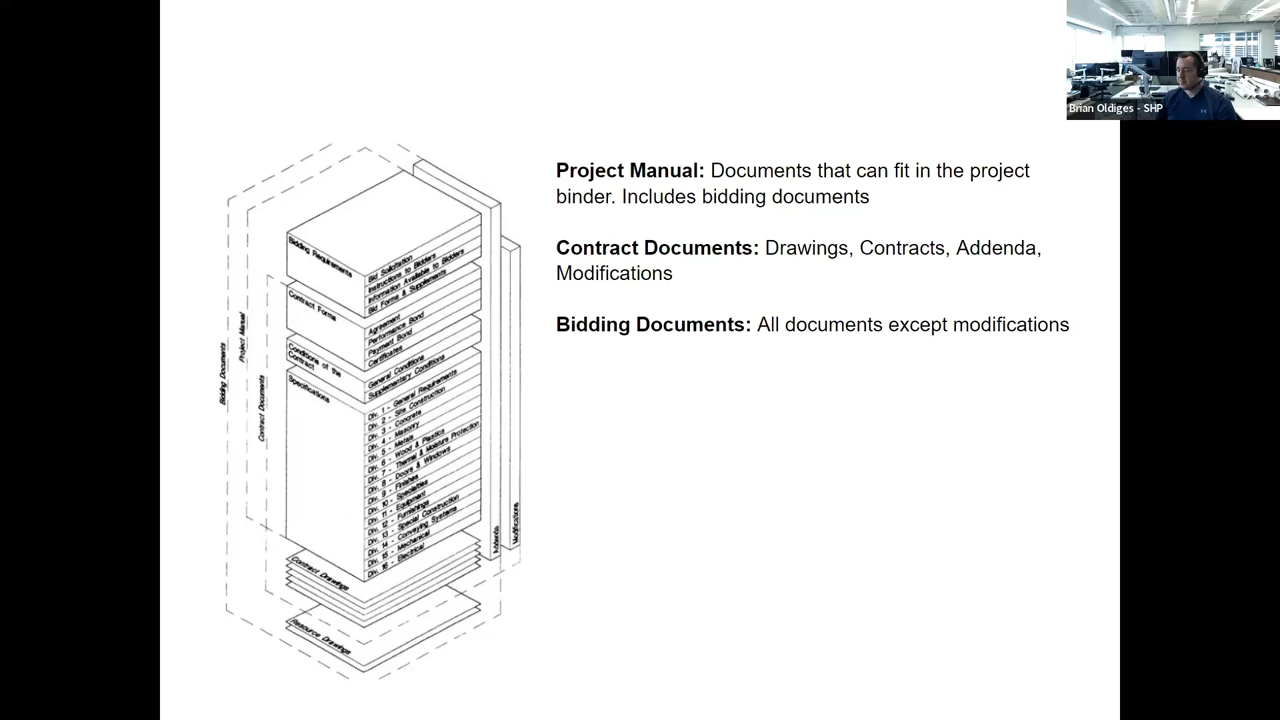 Brian Oldiges - SHP
Project Manual: Documents that can fit in the project
binder. Includes bidding documents
Contract Documents: Drawings, Contracts, Addenda,
Modifications
Bidding Documents: All documents except modifications
Bidding Documents
Project Manual
Contract Documents
Bidding Requirements
Bid Solicitation
Instructions to Bidders
Information Available to Bidders
Bid Forms & Supplements
Contract Forms
Agreement
Performance Bond
Payment Bond
Certificates
Conditions of the
Contract
General Conditions
Supplementary Conditions
Specifications
Div. 1 - General Requirements
Div. 2 - Site Construction
Div. 3 - Concrete
Div. 4 - Masonry
Div. 5 - Metals
Div. 6 - Wood & Plastics
Div. 7 - Thermal & Moisture Protection
Div. 8 - Doors & Windows
Div. 9 - Finishes
Div. 10 - Specialties
Div. 11 - Equipment
Div. 12 - Furnishings
Div. 13 - Special Construction
Div. 14 - Conveying Systems
Div. 15 - Mechanical
Div. 16 - Electrical
Contract Drawings
Resource Drawings
Addenda
Modifications